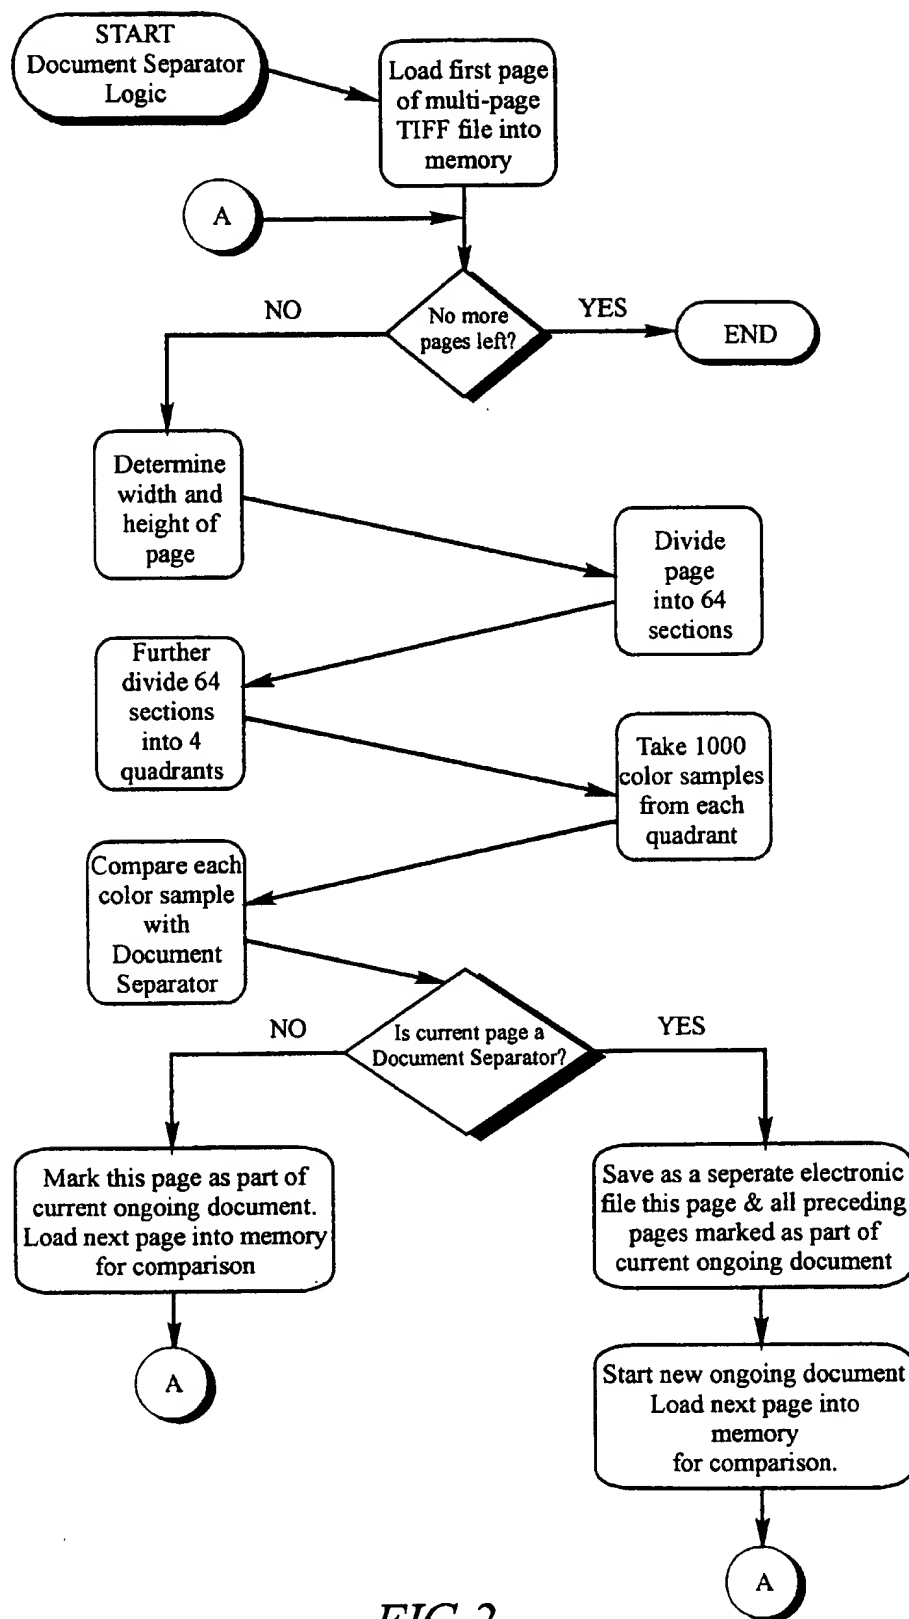 START
Document Separator
Logic
Load first page
of multi-page
TIFF file into
memory
A
No more
pages left?
NO
YES
END
Determine
width and
height of
page
Divide
page
into 64
sections
Further
divide 64
sections
into 4
quadrants
Take 1000
color samples
from each
quadrant
Compare each
color sample
with
Document
Separator
Is current page a
Document Separator?
NO
YES
Mark this page as part of
current ongoing document.
Load next page into memory
for comparison
A
Save as a seperate electronic
file this page & all preceding
pages marked as part of
current ongoing document
Start new ongoing document
Load next page into
memory
for comparison.
A
FIG. 2